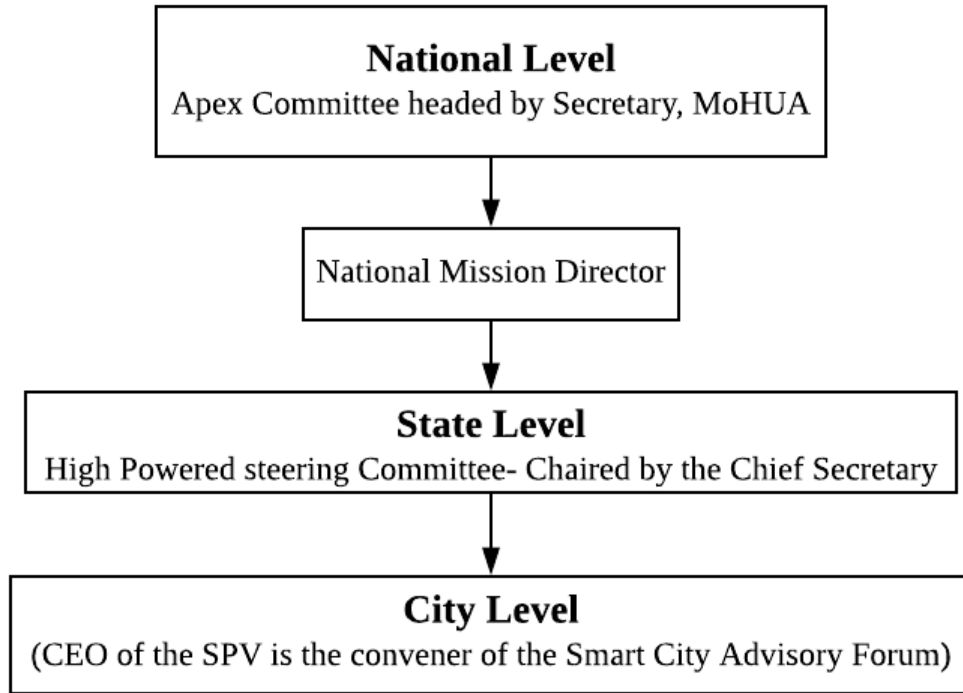 National Level
Apex Committee headed by Secretary, MoHUA
National Mission Director
State Level
High Powered steering Committee- Chaired by the Chief Secretary
City Level
(CEO of the SPV is the convener of the Smart City Advisory Forum)